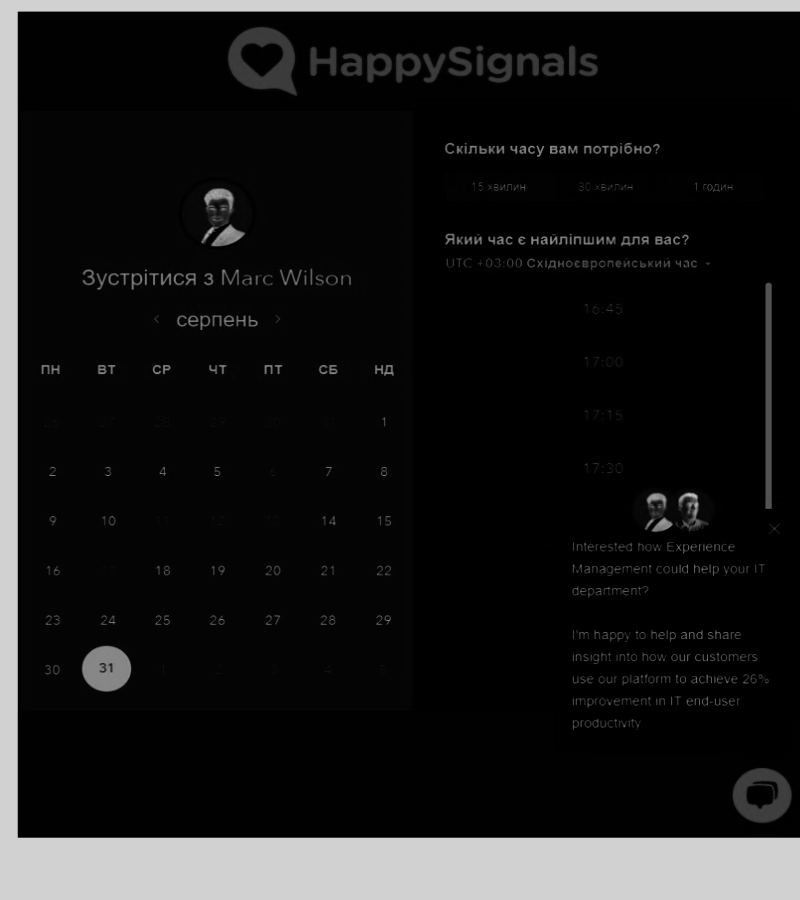 HappySignals
Зустрітися з Marc Wilson
серпень
ПН ВТ СР ЧТ ПТ СБ НД
26 27 28 29 30 31 1
2 3 4 5 6 7 8
9 10 11 12 13 14 15
16 17 18 19 20 21 22
23 24 25 26 27 28 29
30 31 1 2 3 4 5
Скільки часу вам потрібно?
15 хвилин 30 хвилин 1 годин
Який час є найліпшим для вас?
UTC +03:00 Східноєвропейський час
16:45
17:00
17:15
17:30
Interested how Experience
Management could help your IT
department?
I'm happy to help and share
insight into how our customers
use our platform to achieve 26%
improvement in IT end-user
productivity